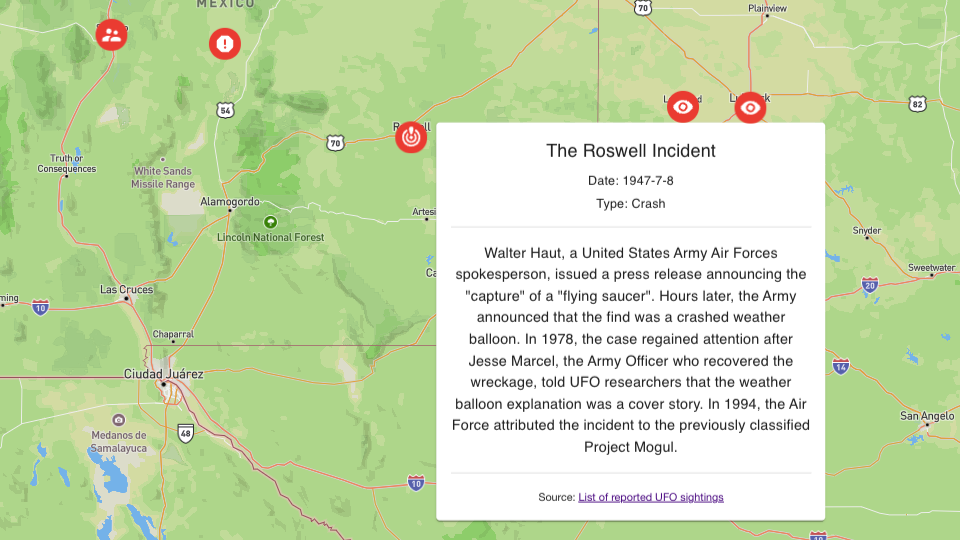 MEXICO
70
Plainview
54
82
70
Truth or
Consequences
White Sands
Missile Range
Alamogordo
Lincoln National Forest
Snyder
Sweetwater
Las Cruces
10
20
Chaparral
14
Ciudad Juárez
San Angelo
48
Medanos de
Samalayuca
10
10
The Roswell Incident
Date: 1947-7-8
Type: Crash
Walter Haut, a United States Army Air Forces
spokesperson, issued a press release announcing the
"capture" of a "flying saucer". Hours later, the Army
announced that the find was a crashed weather
balloon. In 1978, the case regained attention after
Jesse Marcel, the Army Officer who recovered the
wreckage, told UFO researchers that the weather
balloon explanation was a cover story. In 1994, the Air
Force attributed the incident to the previously classified
Project Mogul.
Source: List of reported UFO sightings